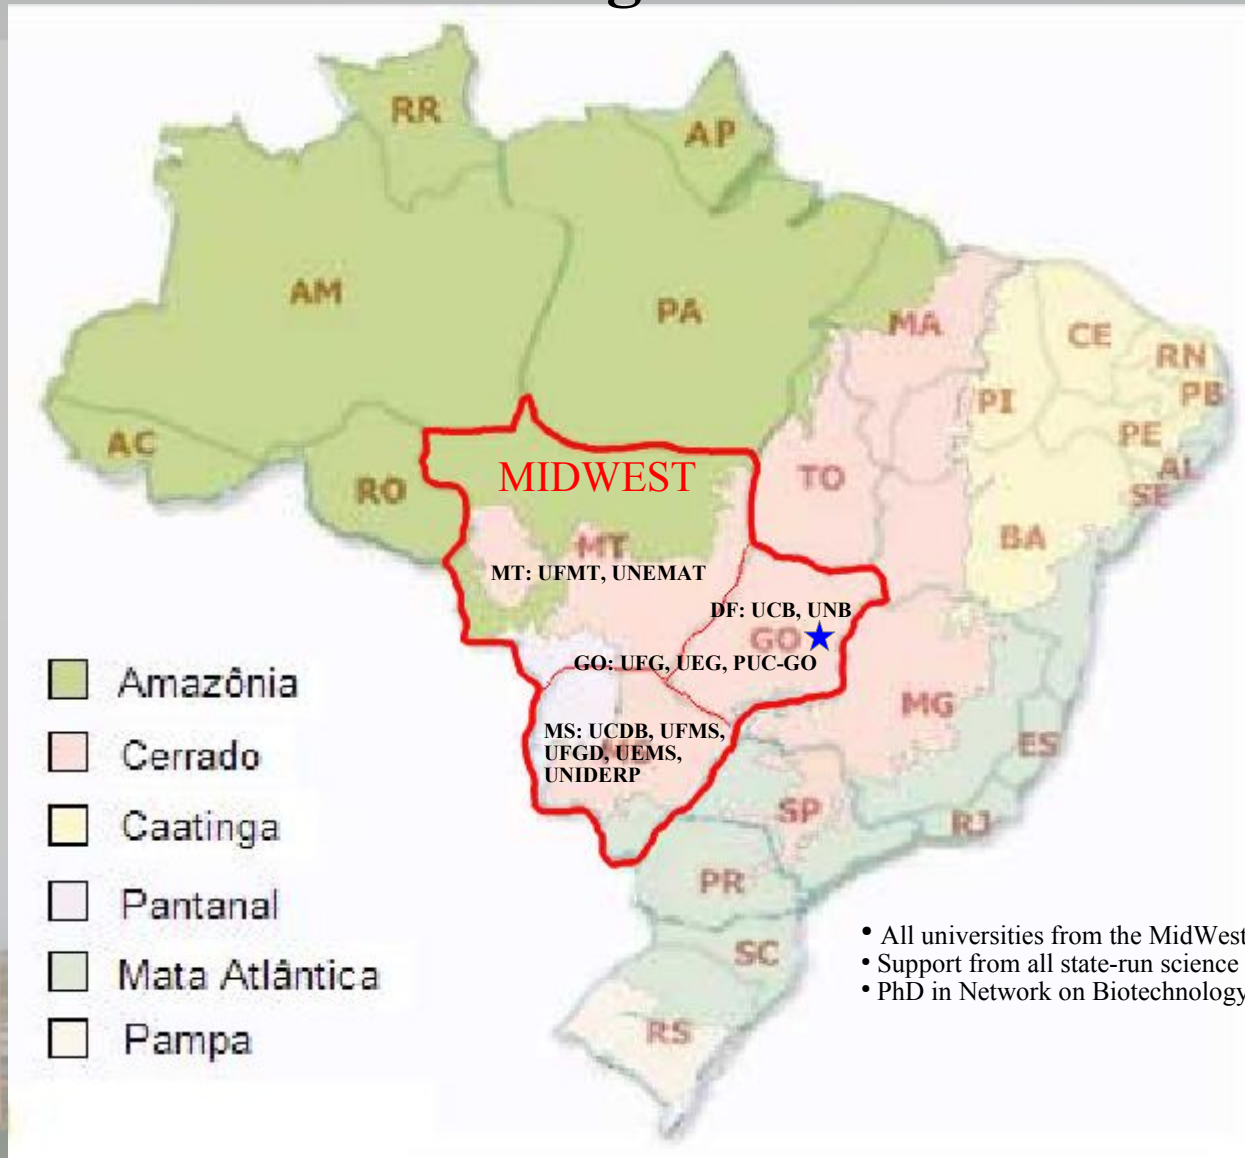 RR
AP
AM
PA
MA
CE
RN
PB
PI
PE
AC
AL
RO
MIDWEST
TO
SE
BA
MT
MT: UFMT, UNEMAT
DF: UCB, UNB
GO
GO: UFG, UEG, PUC-GO
Amazônia
MG
MS: UCDB, UFMS,
UFGD, UEMS,
UNIDERP
MS
ES
Cerrado
SP
RJ
Caatinga
PR
Pantanal
• All universities from the MidWest
SC
• Support from all state-run science
Mata Atlântica
• PhD in Network on Biotechnology
RS
Pampa